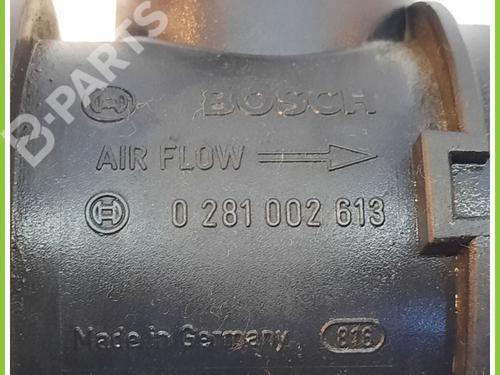 B-PARTS
BOSCH
AIR FLOW
0 281 002 613
Made in Germany 816